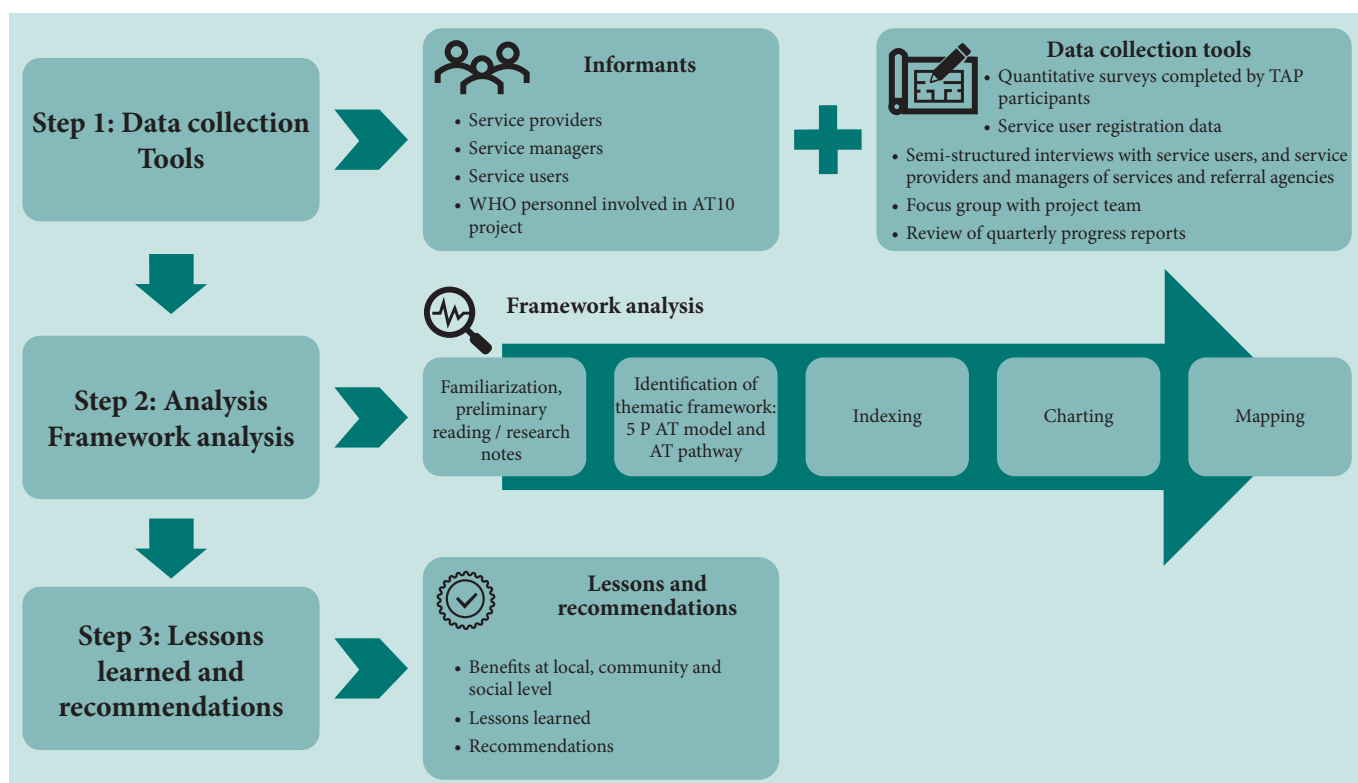 Step 1: Data collection
Tools
Informants
• Service providers
• Service managers
• Service users
• WHO personnel involved in AT10
project
Data collection tools
• Quantitative surveys completed by TAP
participants
• Service user registration data
• Semi-structured interviews with service users, and service
providers and managers of services and referral agencies
• Focus group with project team
• Review of quarterly progress reports
Step 2: Analysis
Framework analysis
Framework analysis
Familiarization,
preliminary
reading / research
notes
Identification of
thematic framework:
5 P AT model and
AT pathway
Indexing
Charting
Mapping
Step 3: Lessons
learned and
recommendations
Lessons and
recommendations
• Benefits at local, community and
social level
• Lessons learned
• Recommendations